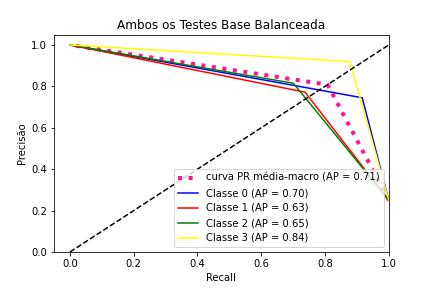 Ambos os Testes Base Balanceada
1.0
0.8
0.6
0.4
0.2
0.0
Precisão
curva PR média-macro (AP = 0.71)
Classe 0 (AP = 0.70)
Classe 1 (AP = 0.63)
Classe 2 (AP = 0.65)
Classe 3 (AP = 0.84)
0.0 0.2 0.4 0.6 0.8 1.0
Recall